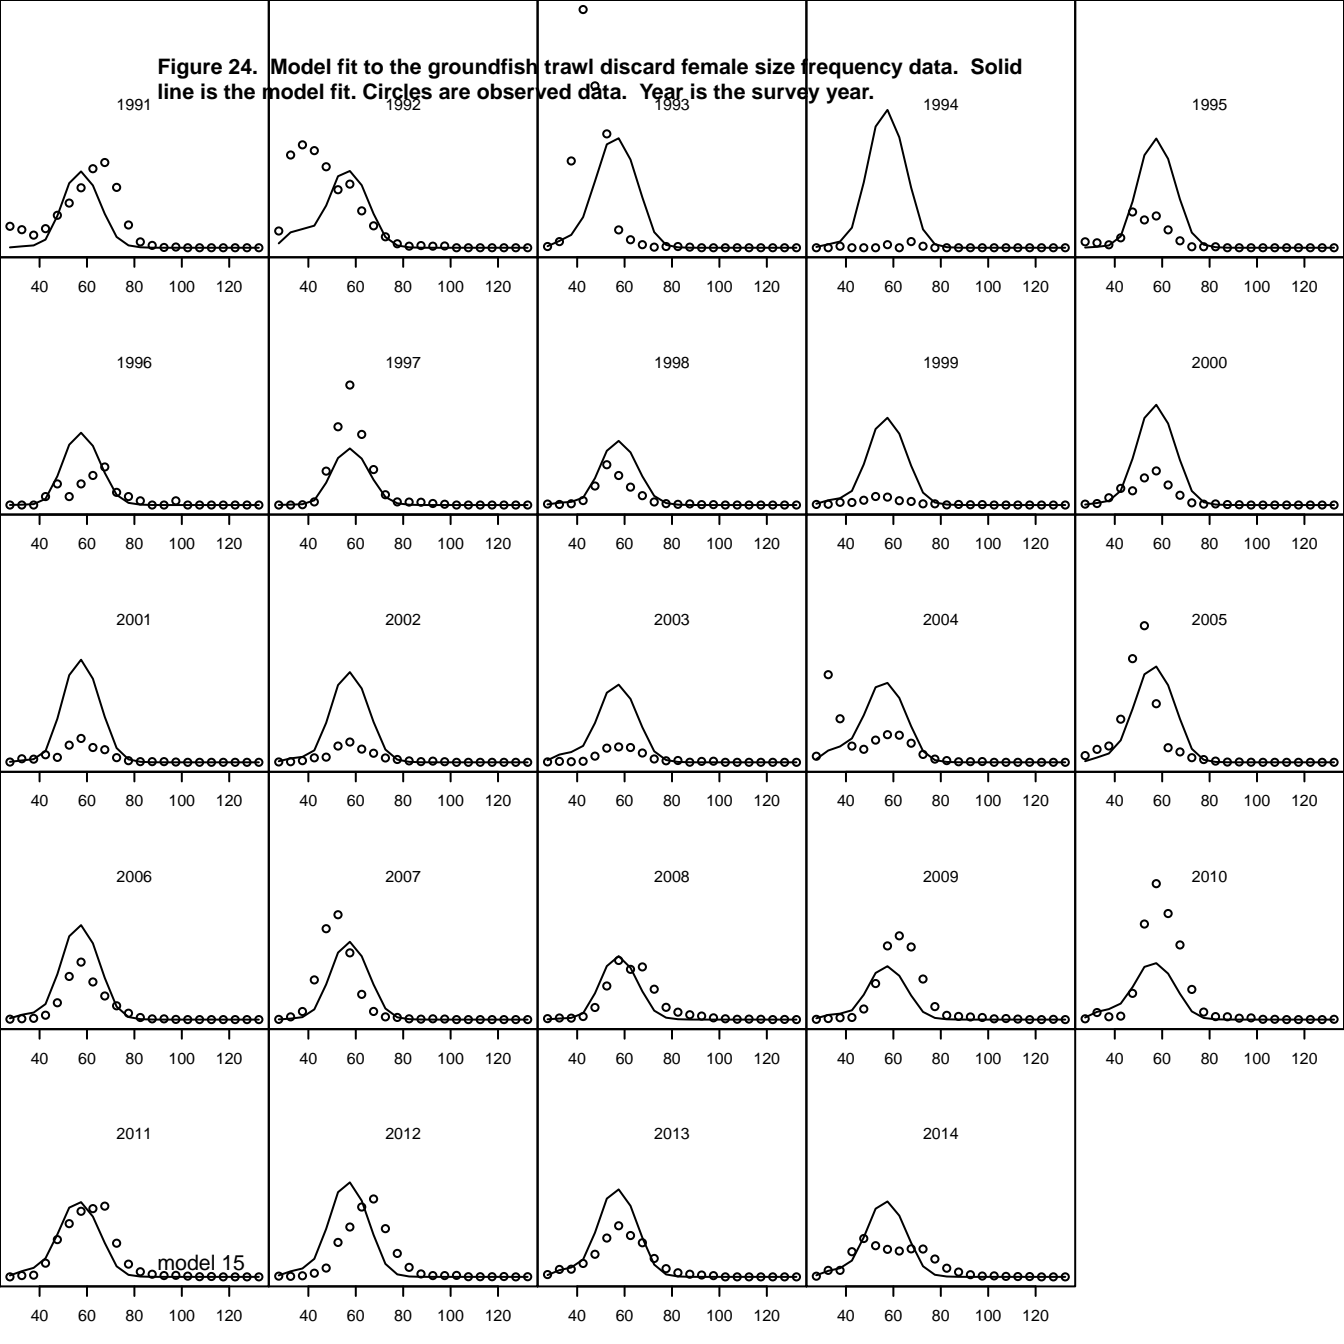 Figure 24.  Model fit to the groundfish trawl discard female size frequency data.  Solid
line is the model fit. Circles are observed data.  Year is the survey year.
1991 1992 1993 1994 1995
40 60 80 100 120 40 60 80 100 120 40 60 80 100 120 40 60 80 100 120 40 60 80 100 120
1996 1997 1998 1999 2000
40 60 80 100 120 40 60 80 100 120 40 60 80 100 120 40 60 80 100 120 40 60 80 100 120
2001 2002 2003 2004 2005
40 60 80 100 120 40 60 80 100 120 40 60 80 100 120 40 60 80 100 120 40 60 80 100 120
2006 2007 2008 2009 2010
40 60 80 100 120 40 60 80 100 120 40 60 80 100 120 40 60 80 100 120 40 60 80 100 120
2011 2012 2013 2014
model 15
40 60 80 100 120 40 60 80 100 120 40 60 80 100 120 40 60 80 100 120